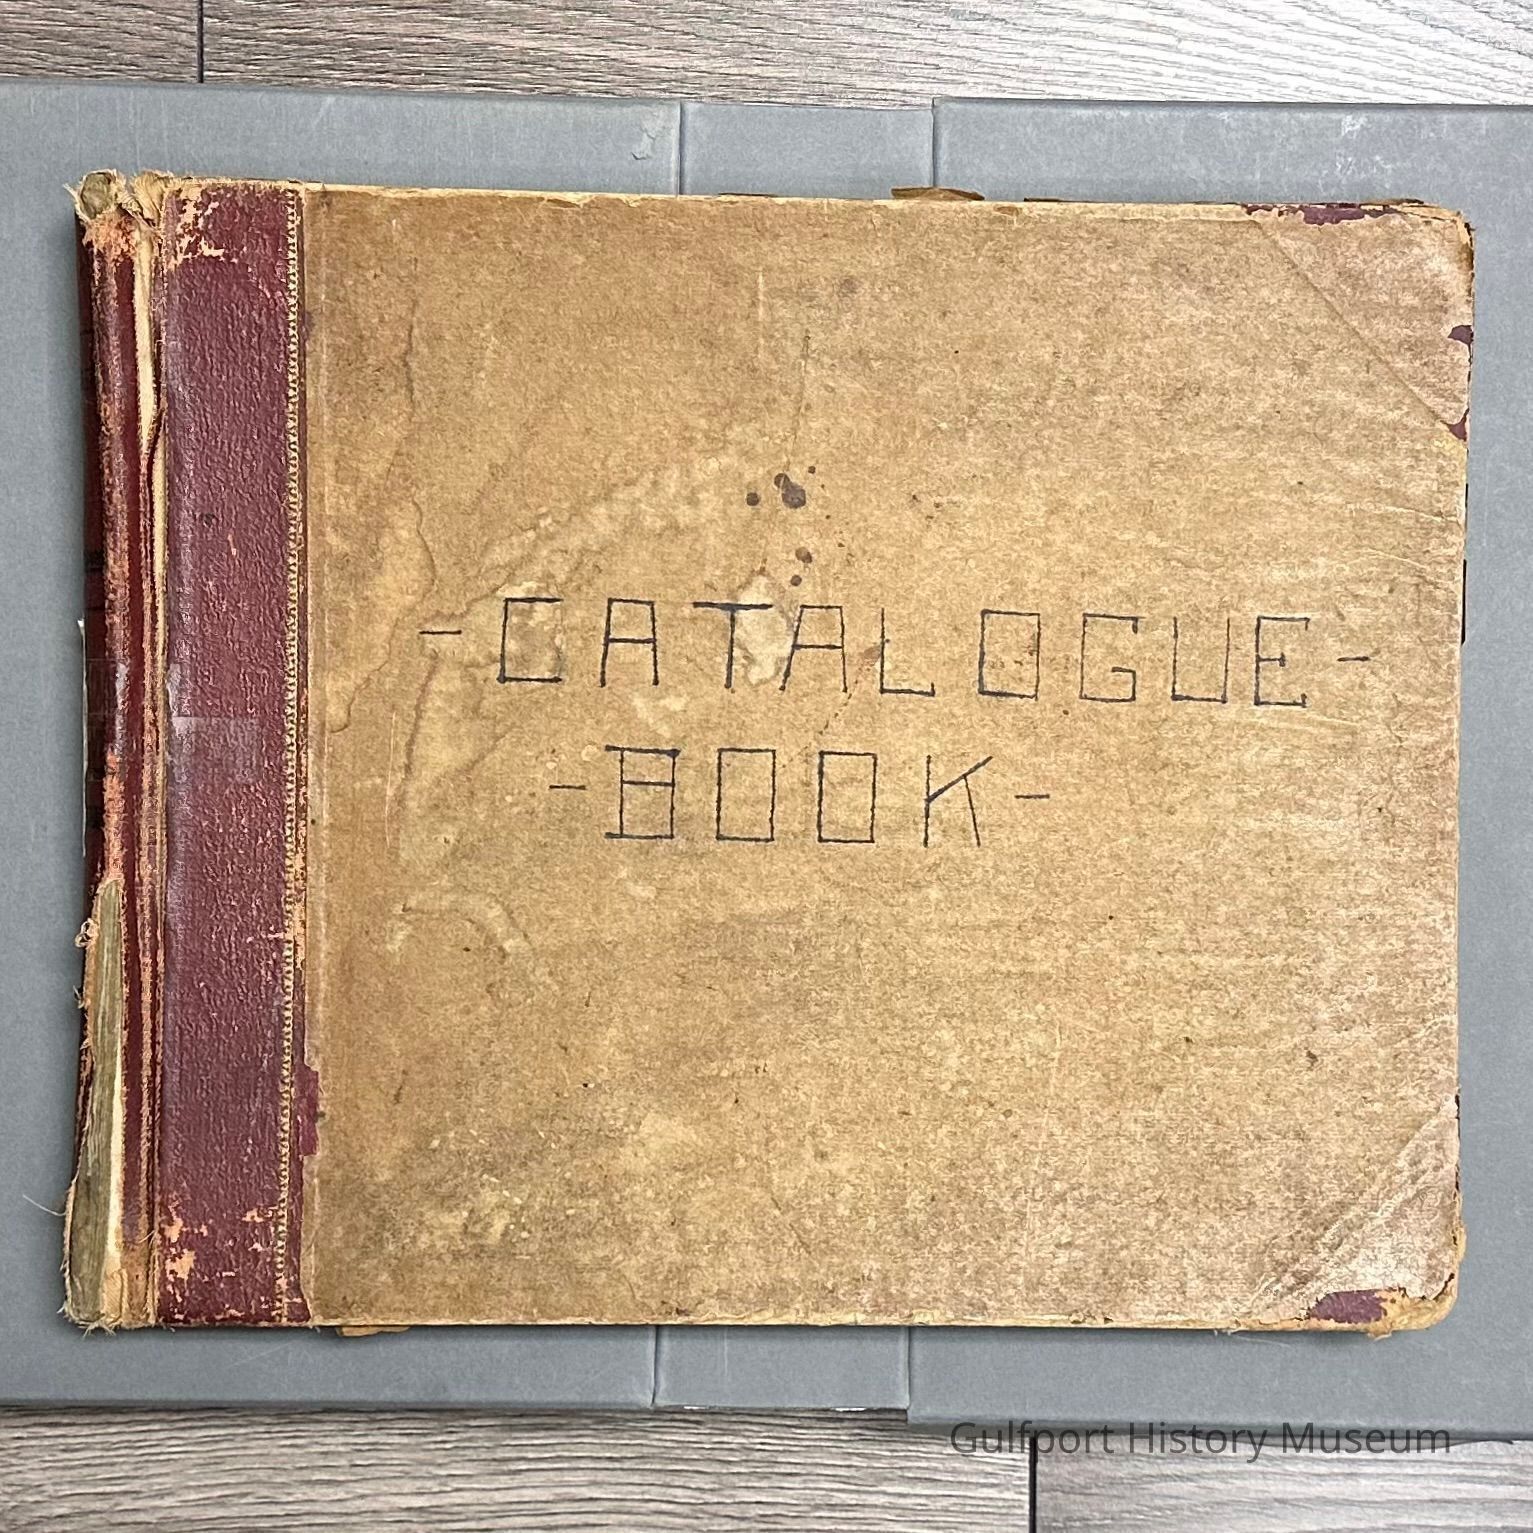 -CATALOGUE-
-BOOK-
Gulfport History Museum